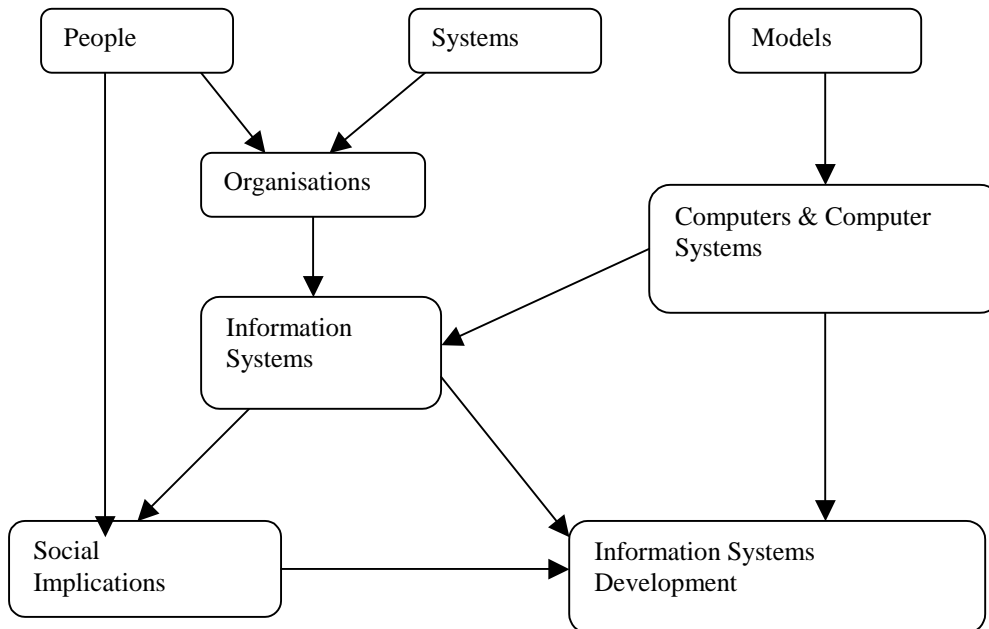 People
Systems
Models
Organisations
Computers & Computer
Systems
Information
Systems
Social
Implications
Information Systems
Development